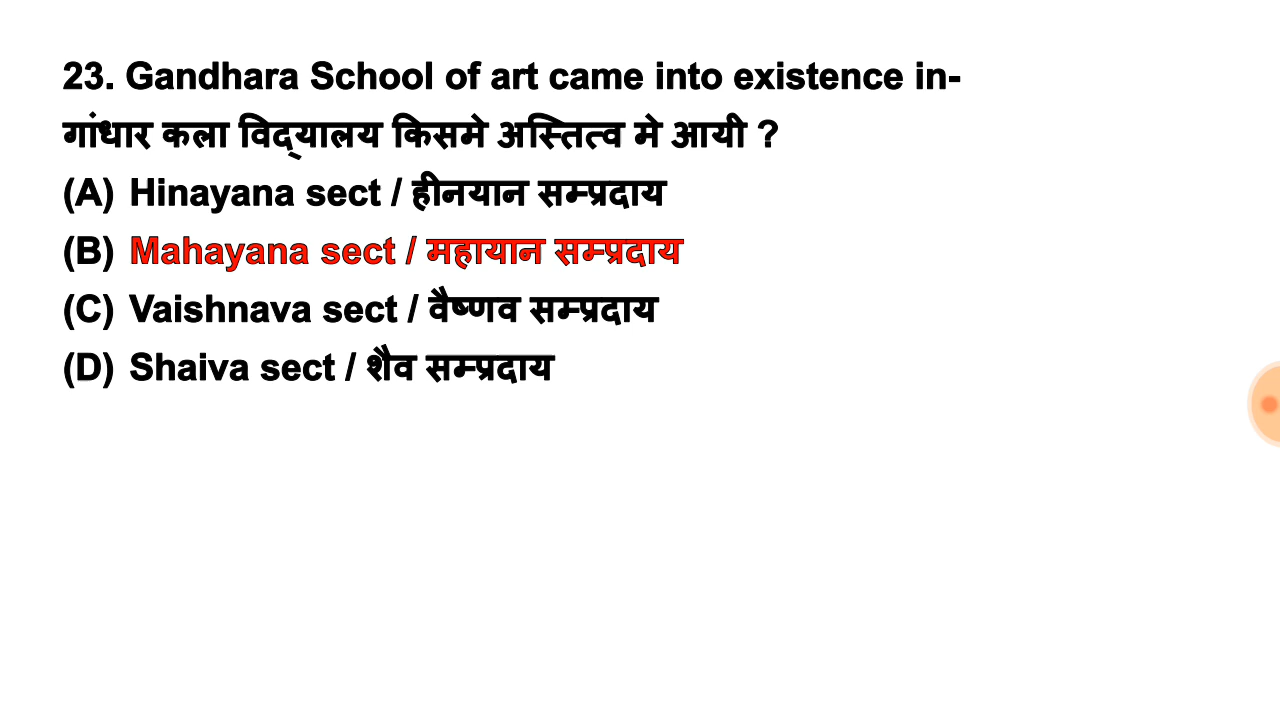 23. Gandhara School of art came into existence in-
गांधार कला विद्‌यालय किसमे अस्तित्व मे आयी ?
(A) Hinayana sect / हीनयान सम्प्रदाय
(B) Mahayana sect / महायान सम्प्रदाय
(C) Vaishnava sect / वैष्णव सम्प्रदाय
(D) Shaiva sect / शैव सम्प्रदाय